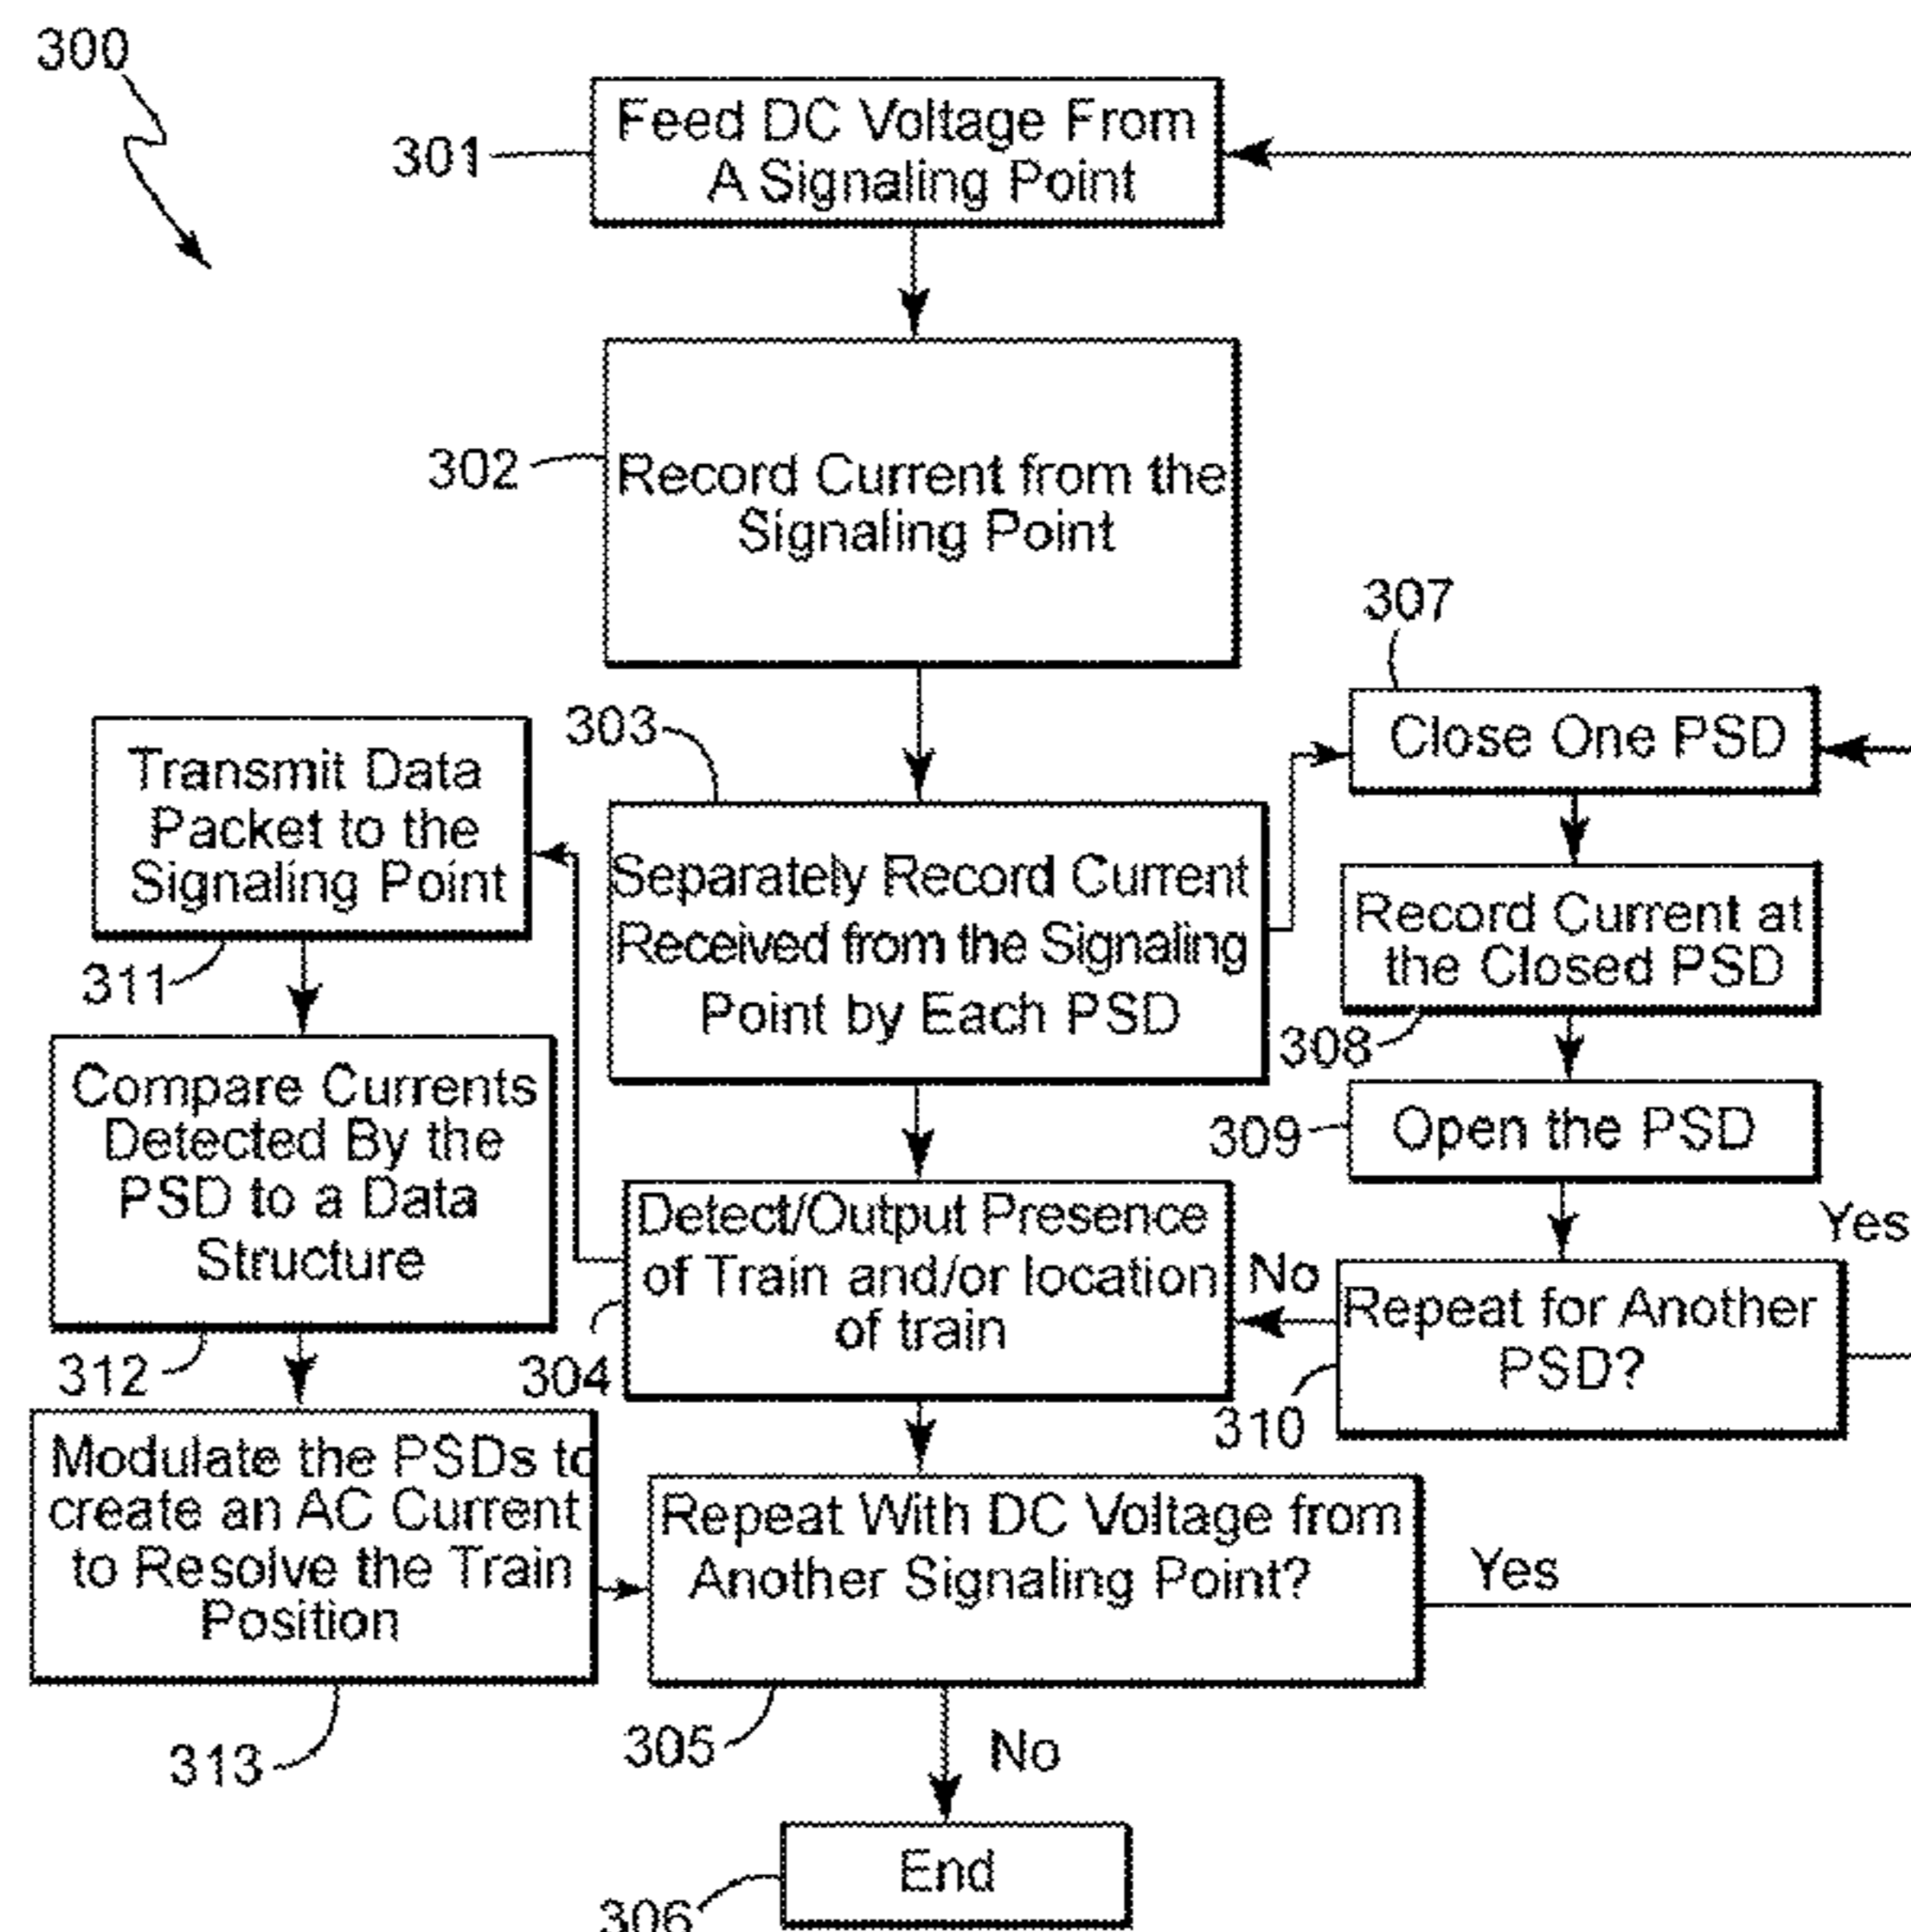 300
301
Feed DC Voltage From
A Signaling Point
302
Record Current from the
Signaling Point
303
Separately Record Current
Received from the Signaling
Point by Each PSD
307
Close One PSD
Record Current at
the Closed PSD
308
309
Open the PSD
Yes
Repeat for Another
PSD?
310
No
Transmit Data
Packet to the
Signaling Point
311
Compare Currents
Detected By the
PSD to a Data
Structure
312
Modulate the PSDs to
create an AC Current
to Resolve the Train
Position
313
Detect/Output Presence
of Train and/or location
of train
304
Repeat With DC Voltage from
Another Signaling Point?
Yes
305
No
End
306